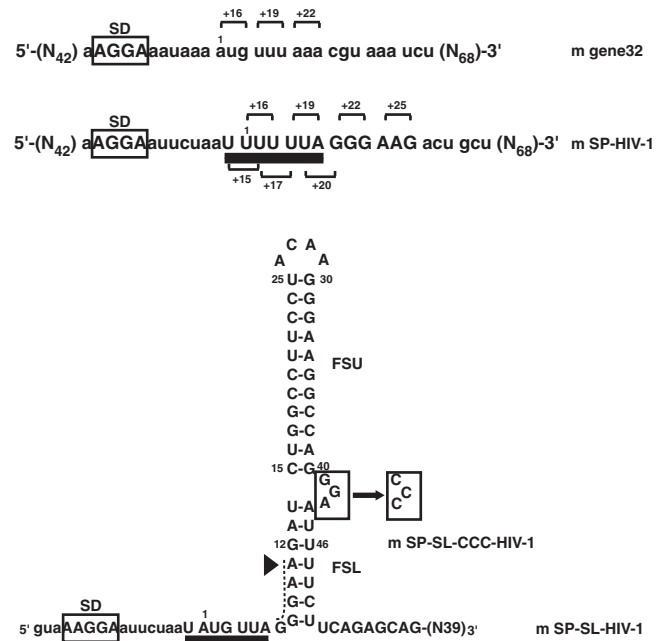 +16 +19 +22
SD
1
5'-(N42) aAGGAaauaaa aug uuu aaa cgu aaa ucu (N68)-3' m gene32
+16 +19 +22 +25
SD
1
5'-(N42) aAGGAauucuaaU UUU UUA GGG AAG acu gcu (N68)-3' m SP-HIV-1
+15 +17 +20
C A
A A
25 U-G 30
C-G
C-G
U-A
U-A
C-G
C-G
G-C
G-C
U-A
15 C-G 40
G
G
A
C
C
C
U-A
A-U
12 G-U 46
m SP-SL-CCC-HIV-1
A-U
A-U
G-C
G-U
FSU
FSL
SD
1
5' guaAAGGAauucuaaU AUG UUA G UCAGAGCAG-(N39)3' m SP-SL-HIV-1